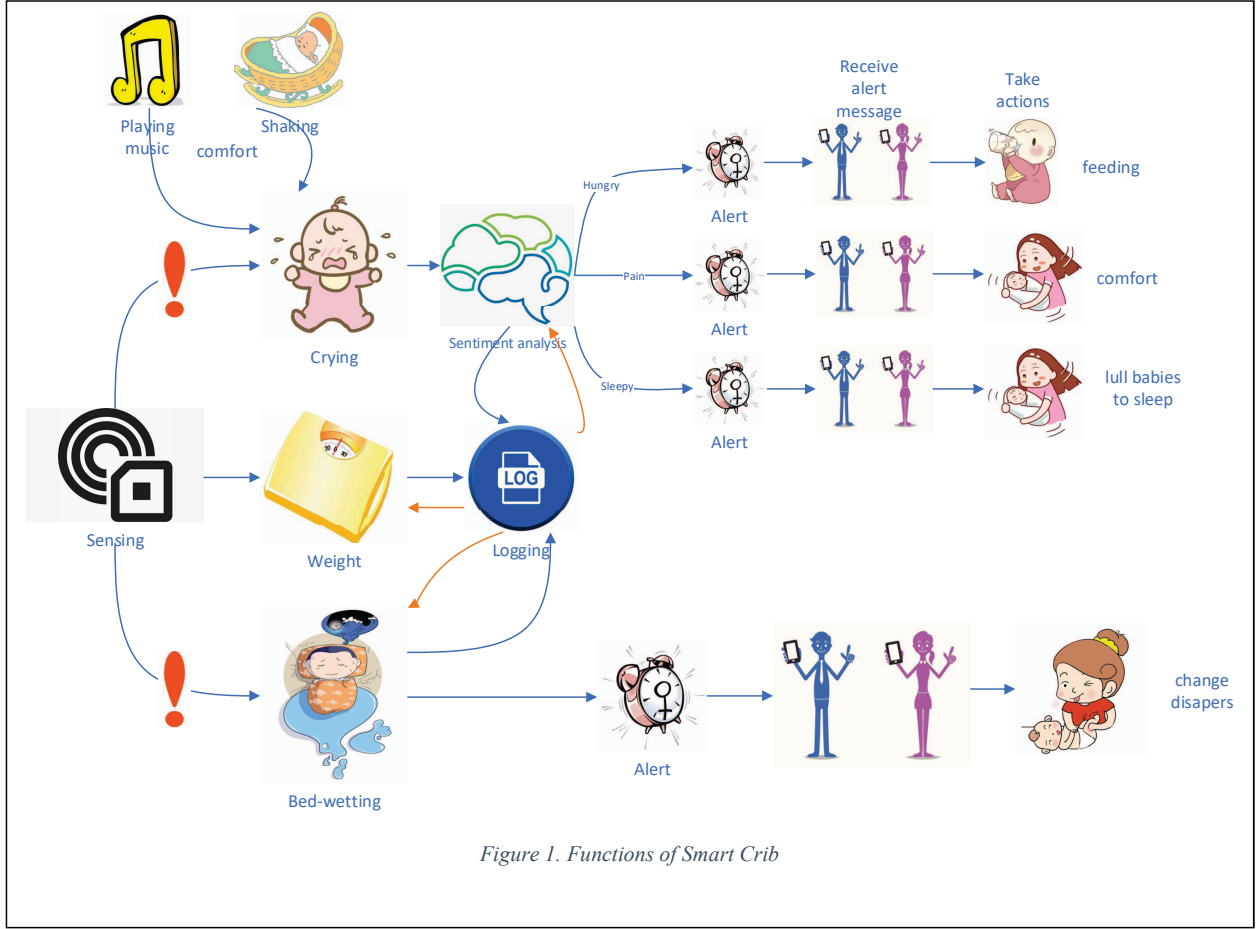 Playing
music
Shaking
comfort
Receive
alert
message
Take
actions
Hungry
Alert
feeding
Crying
Sentiment analysis
Pain
Alert
comfort
Sleepy
Alert
lull babies
to sleep
Sensing
20
10
Weight
LOG
Logging
Bed-wetting
Alert
change
disapers
Figure 1. Functions of Smart Crib